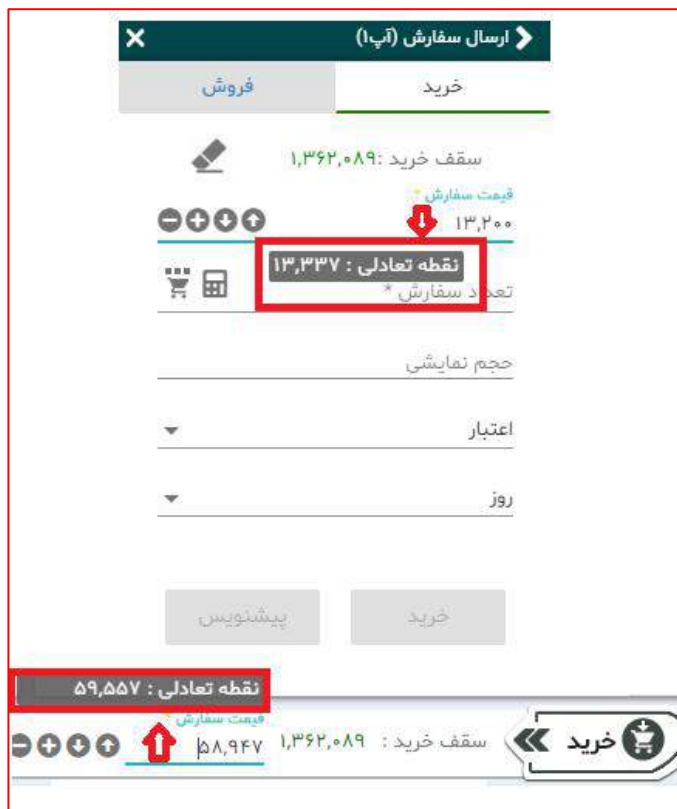 ارسال سفارش (آپ۱)
خرید
فروش
سقف خرید :۱,۳۶۲,۰۸۹
قیمت سفارش *
۱۳,۲۰۰
نقطه تعادلی : ۱۳,۳۳۷
تعداد سفارش *
حجم نمایشی
اعتبار
روز
خرید
پیشنویس
نقطه تعادلی : ۵۹,۵۵۷
خرید
سقف خرید : ۱,۳۶۲,۰۸۹
قیمت سفارش *
۵۸,۹۴۷